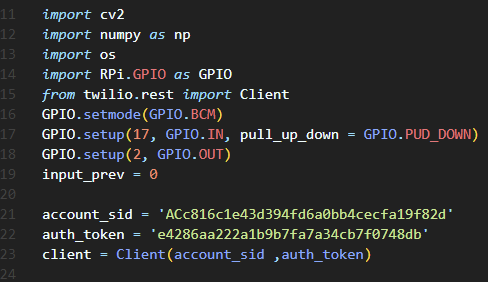 11 import cv2
12 import numpy as np
13 import os
14 import RPi.GPIO as GPIO
15 from twilio.rest import Client
16 GPIO.setmode(GPIO.BCM)
17 GPIO.setup(17, GPIO.IN, pull_up_down = GPIO.PUD_DOWN)
18 GPIO.setup(2, GPIO.OUT)
19 input_prev = 0
20
21 account_sid = 'ACc816c1e43d394fd6a0bb4cecfa19f82d'
22 auth_token = 'e4286aa222a1b9b7fa7a34cb7f0748db'
23 client = Client(account_sid ,auth_token)
24